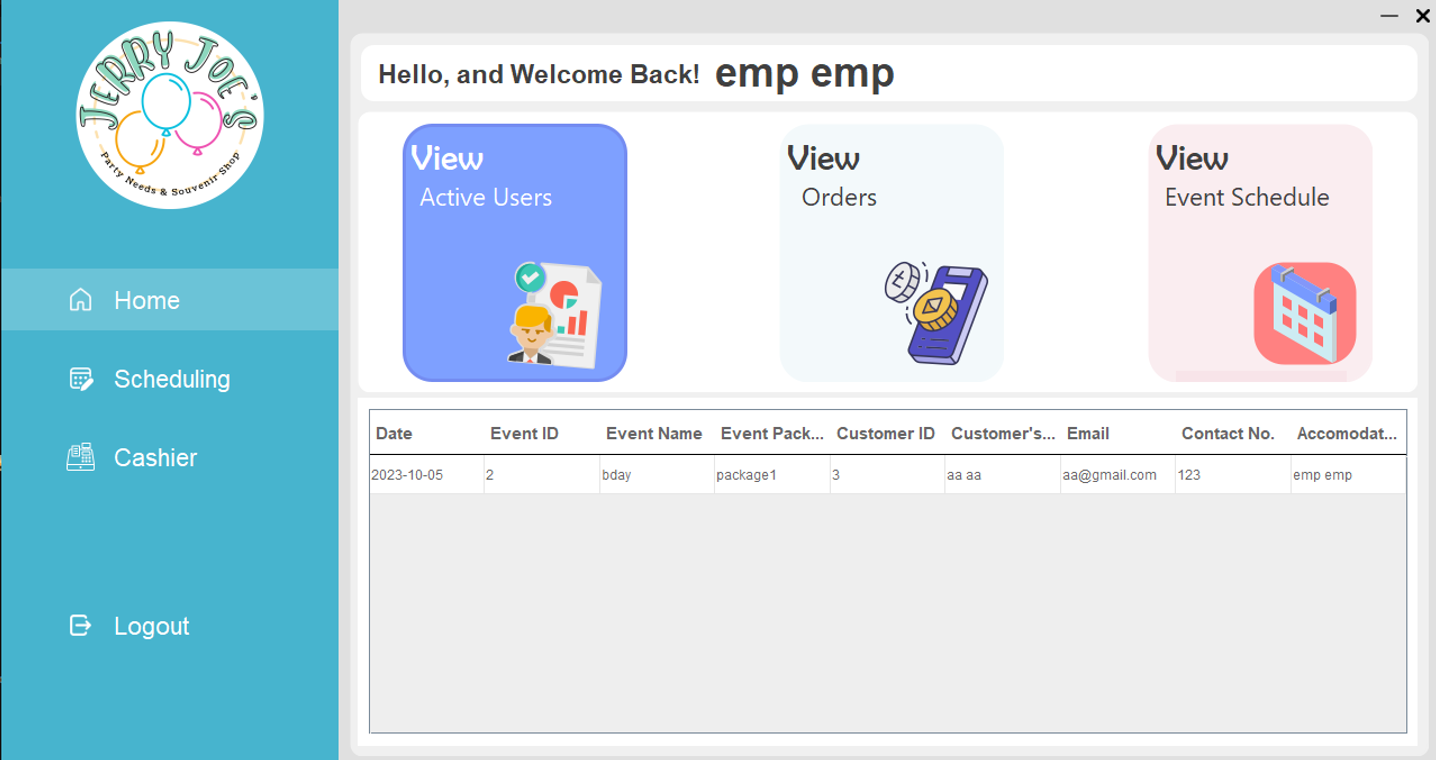 JERRY JOE'S
Party Needs & Souvenir Shop
Home
Scheduling
Cashier
Logout
Hello, and Welcome Back! emp emp
View
Active Users
View
Orders
View
Event Schedule
Date Event ID Event Name Event Pack... Customer ID Customer's... Email Contact No. Accomodat...
2023-10-05 2 bday package1 3 aa aa aa@gmail.com 123 emp emp